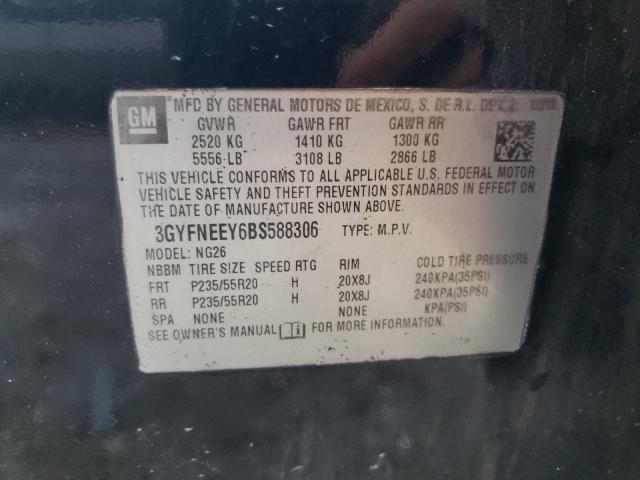 GM MFD BY GENERAL MOTORS DE MEXICO, S. DE R.L. DE C.V.
GVWR GAWR FRT GAWR RR
2520 KG 1410 KG 1300 KG
5556 LB 3108 LB 2866 LB
THIS VEHICLE CONFORMS TO ALL APPLICABLE U.S. FEDERAL MOTOR
VEHICLE SAFETY AND THEFT PREVENTION STANDARDS IN EFFECT ON
THE DATE OF MANUFACTURE SHOWN ABOVE.
3GYFNEEY6BS588306 TYPE: M.P.V.
MODEL: NG26
NBBM TIRE SIZE SPEED RTG RIM COLD TIRE PRESSURE
FRT P235/55R20 H 20X8J 240KPA(35PSI)
RR P235/55R20 H 20X8J 240KPA(35PSI)
SPA NONE NONE KPA(PSI)
SEE OWNER'S MANUAL FOR MORE INFORMATION.